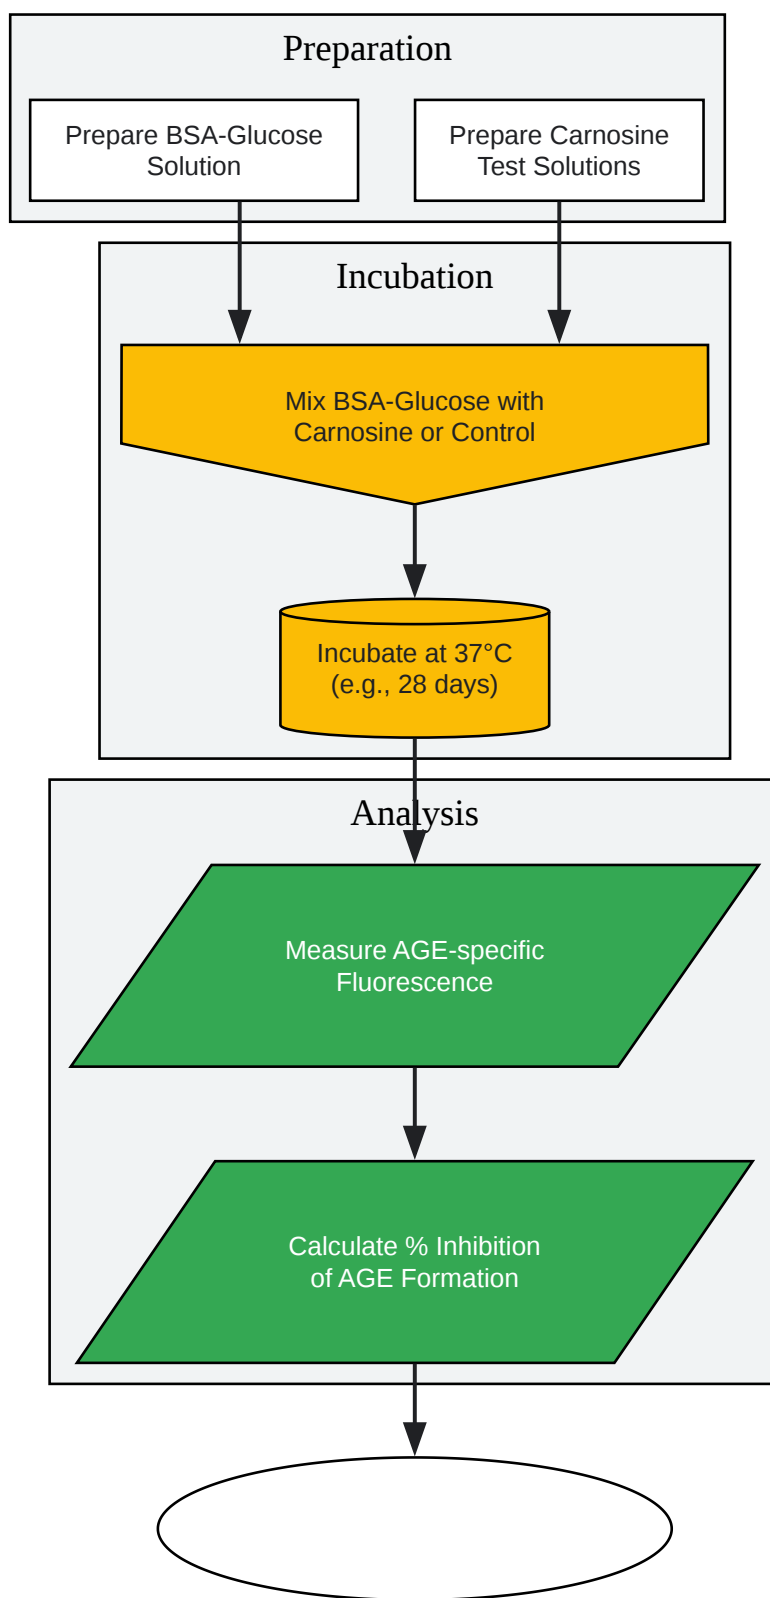 Preparation
Prepare BSA-Glucose
Solution
Prepare Carnosine
Test Solutions
Incubation
Mix BSA-Glucose with
Carnosine or Control
Incubate at 37°C
(e.g., 28 days)
Analysis
Measure AGE-specific
Fluorescence
Calculate % Inhibition
of AGE Formation